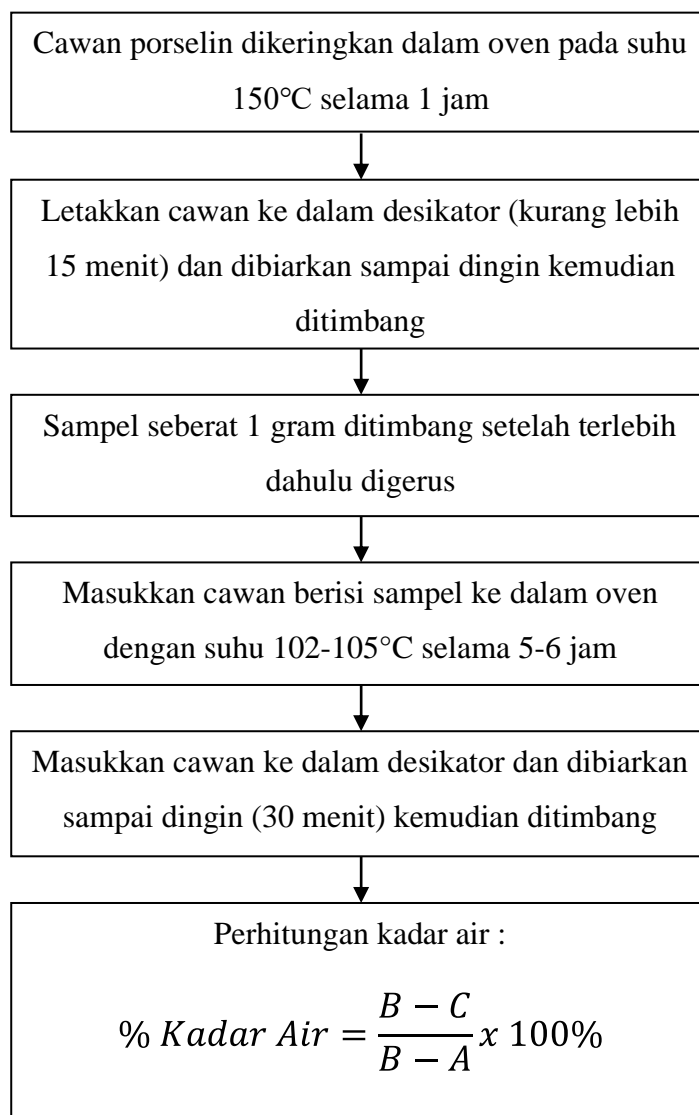 Cawan porselin dikeringkan dalam oven pada suhu
150°C selama 1 jam
Letakkan cawan ke dalam desikator (kurang lebih
15 menit) dan dibiarkan sampai dingin kemudian
ditimbang
Sampel seberat 1 gram ditimbang setelah terlebih
dahulu digerus
Masukkan cawan berisi sampel ke dalam oven
dengan suhu 102-105°C selama 5-6 jam
Masukkan cawan ke dalam desikator dan dibiarkan
sampai dingin (30 menit) kemudian ditimbang
Perhitungan kadar air :
% Kadar Air = \frac{B − C}{B − A} x 100%